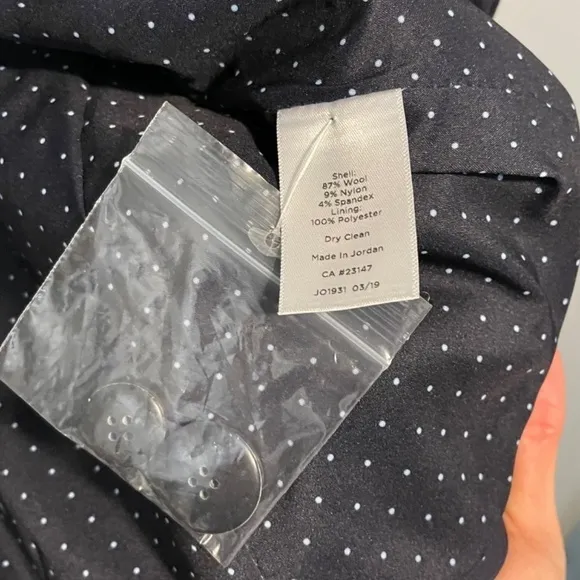 Shell:
87% Wool
9% Nylon
4% Spandex
Lining:
100% Polyester
Dry Clean
Made In Jordan
CA #23147
JO1931 03/19